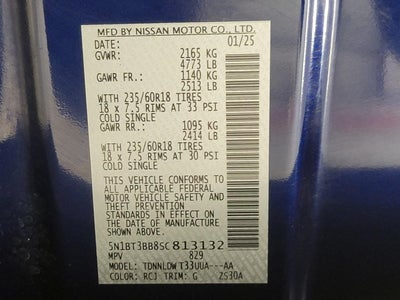 MFD BY NISSAN MOTOR CO., LTD.
DATE: 01/25
GVWR: 2165 KG
4773 LB
GAWR FR.: 1140 KG
2513 LB
WITH 235/60R18 TIRES
18 x 7.5 RIMS AT 33 PSI
COLD SINGLE
GAWR RR.: 1095 KG
2414 LB
WITH 235/60R18 TIRES
18 x 7.5 RIMS AT 30 PSI
COLD SINGLE
THIS VEHICLE CONFORMS TO
ALL APPLICABLE FEDERAL
MOTOR VEHICLE SAFETY
AND THEFT PREVENTION
STANDARDS IN EFFECT ON
THE DATE OF MANUFACTURE
SHOWN ABOVE.
5N1BT3BB8SC813132
MPV 829
MODEL: TDNNLDWT33UUA---AA
COLOR: RCJ TRIM: G ZS30A